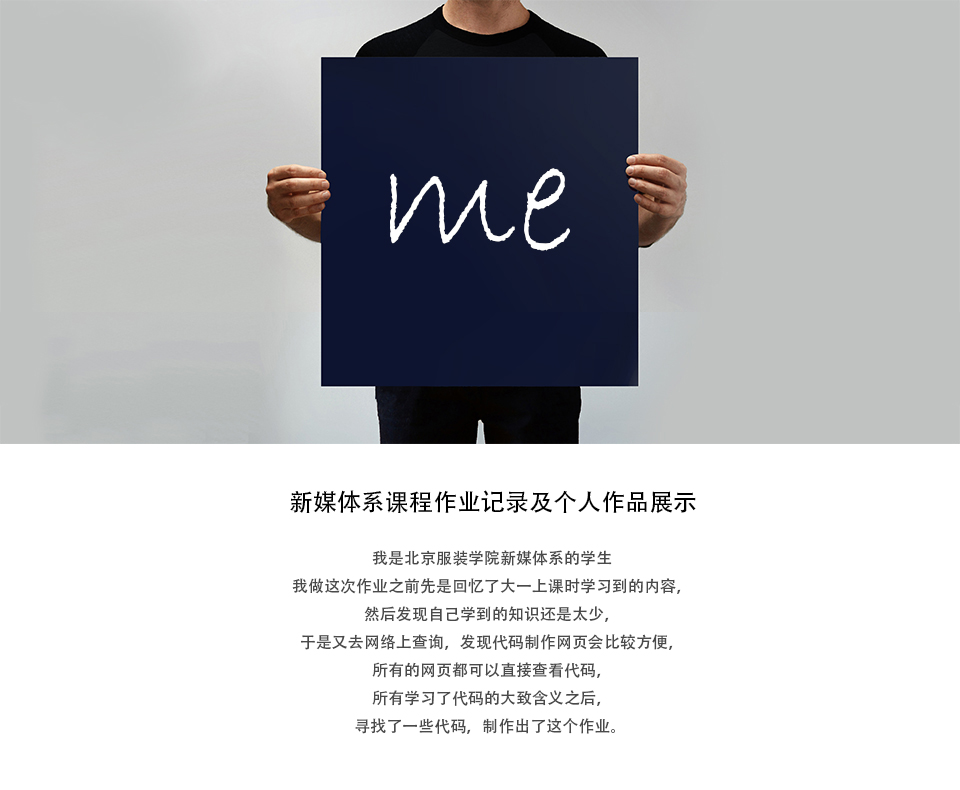 me
新媒体系课程作业记录及个人作品展示
我是北京服装学院新媒体系的学生
我做这次作业之前先是回忆了大一上课时学习到的内容，
然后发现自己学到的知识还是太少，
于是又去网络上查询，发现代码制作网页会比较方便，
所有的网页都可以直接查看代码，
所有学习了代码的大致含义之后，
寻找了一些代码，制作出了这个作业。